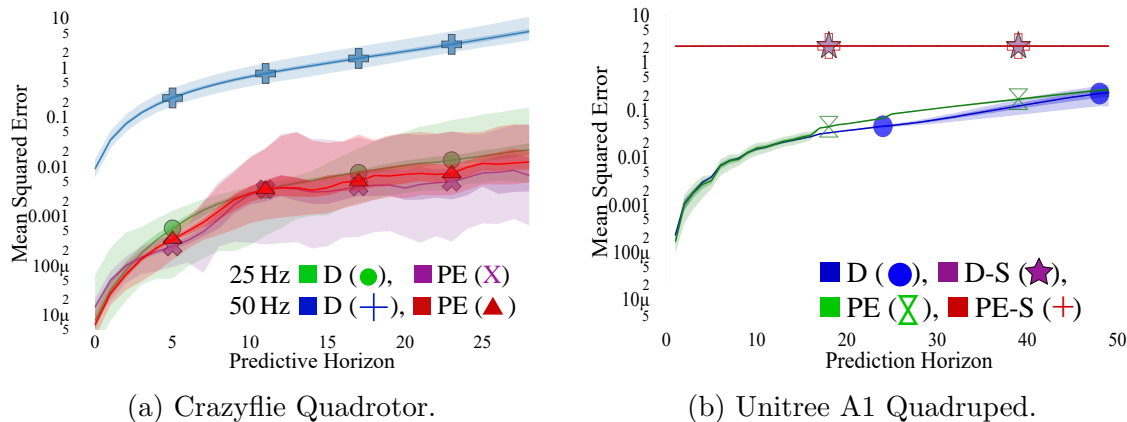 10
5
2
1
5
2
0.1
5
2
0.01
5
2
0.001
5
2
100μ
5
2
10μ
5
Mean Squared Error
25 Hz D ( ), PE (X)
50 Hz D (+), PE ( )
0 5 10 15 20 25
Predictive Horizon
(a) Crazyflie Quadrotor.
10
5
2
1
5
2
0.1
5
2
0.01
5
2
0.001
5
2
100μ
5
2
10μ
5
Mean Squared Error
D ( ), D-S ( ),
PE ( ), PE-S (+)
0 10 20 30 40 50
Prediction Horizon
(b) Unitree A1 Quadruped.